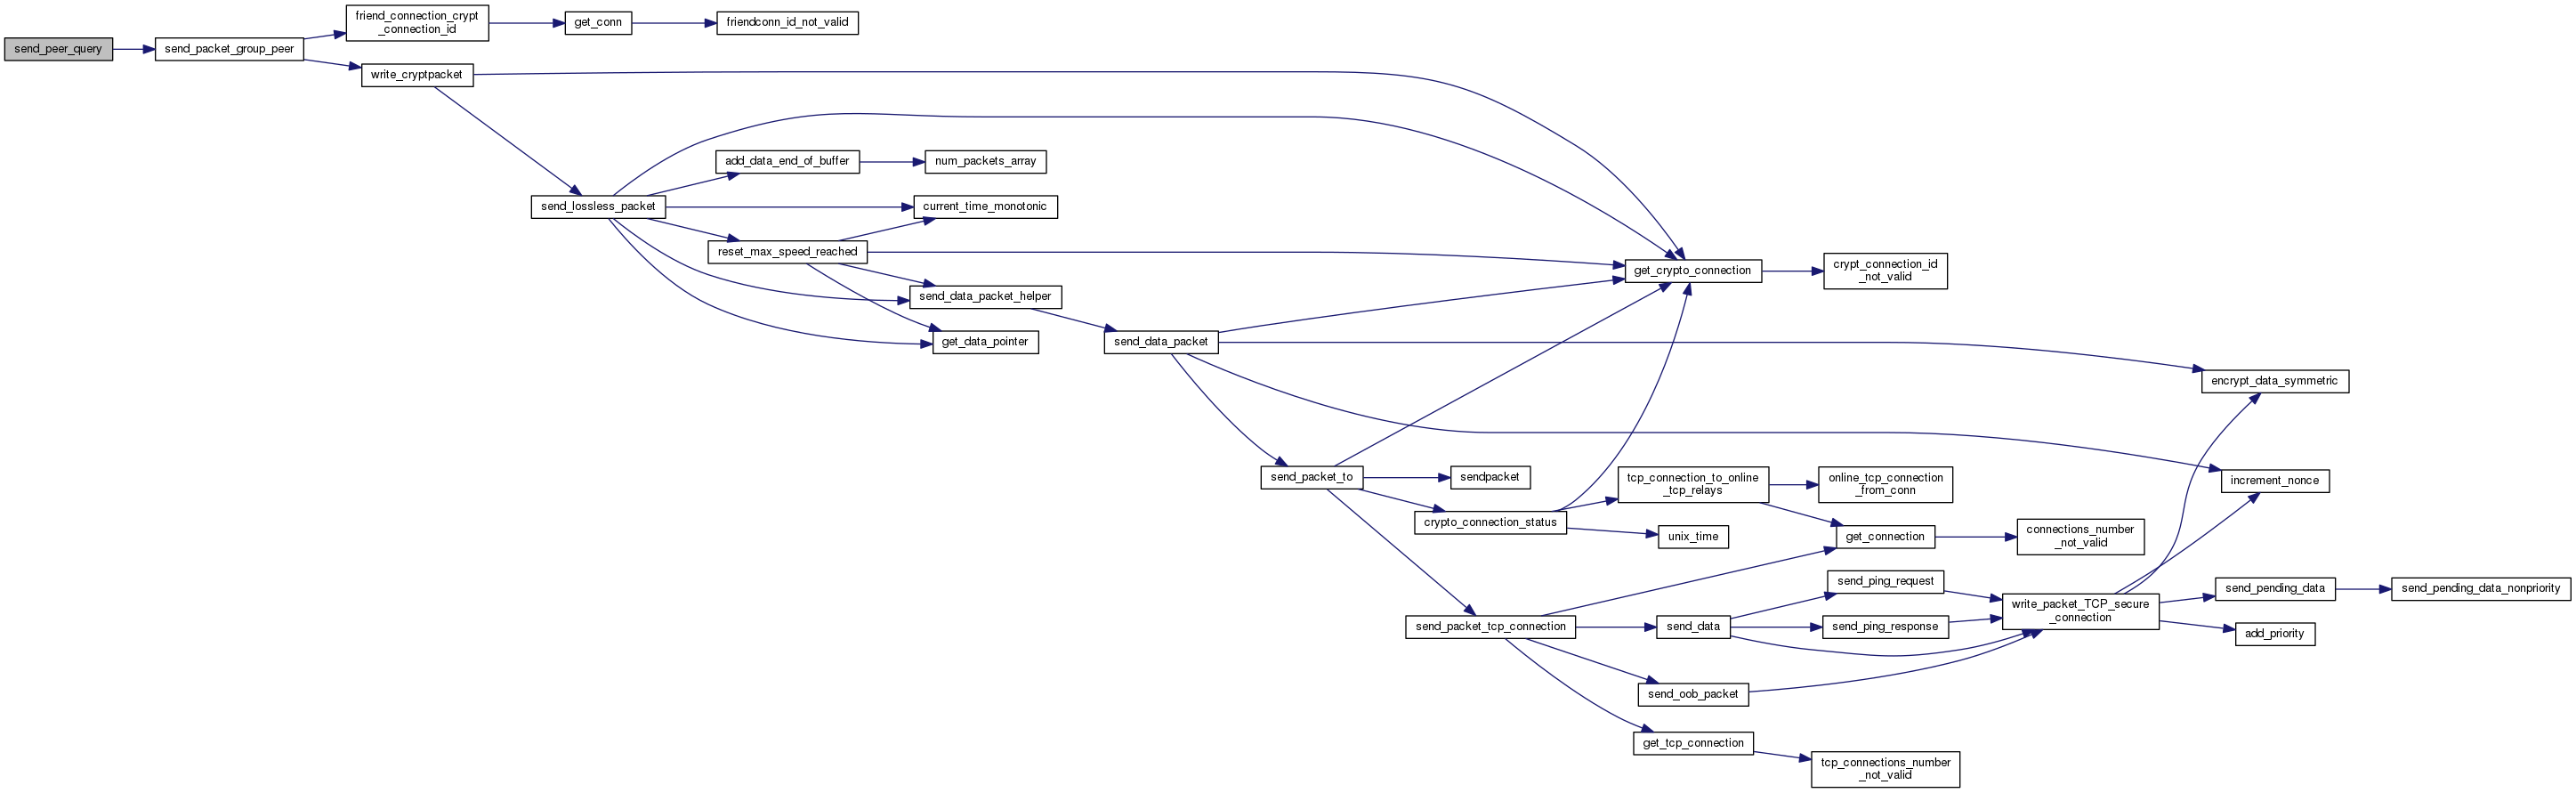 send_peer_query
send_packet_group_peer
friend_connection_crypt
_connection_id
get_conn
friendconn_id_not_valid
write_cryptpacket
send_lossless_packet
add_data_end_of_buffer
num_packets_array
current_time_monotonic
reset_max_speed_reached
send_data_packet_helper
get_data_pointer
send_data_packet
get_crypto_connection
crypt_connection_id
_not_valid
encrypt_data_symmetric
increment_nonce
send_packet_to
sendpacket
crypto_connection_status
tcp_connection_to_online
_tcp_relays
online_tcp_connection
_from_conn
unix_time
get_connection
connections_number
_not_valid
send_packet_tcp_connection
send_data
send_ping_request
send_ping_response
write_packet_TCP_secure
_connection
send_pending_data
send_pending_data_nonpriority
add_priority
send_oob_packet
get_tcp_connection
tcp_connections_number
_not_valid